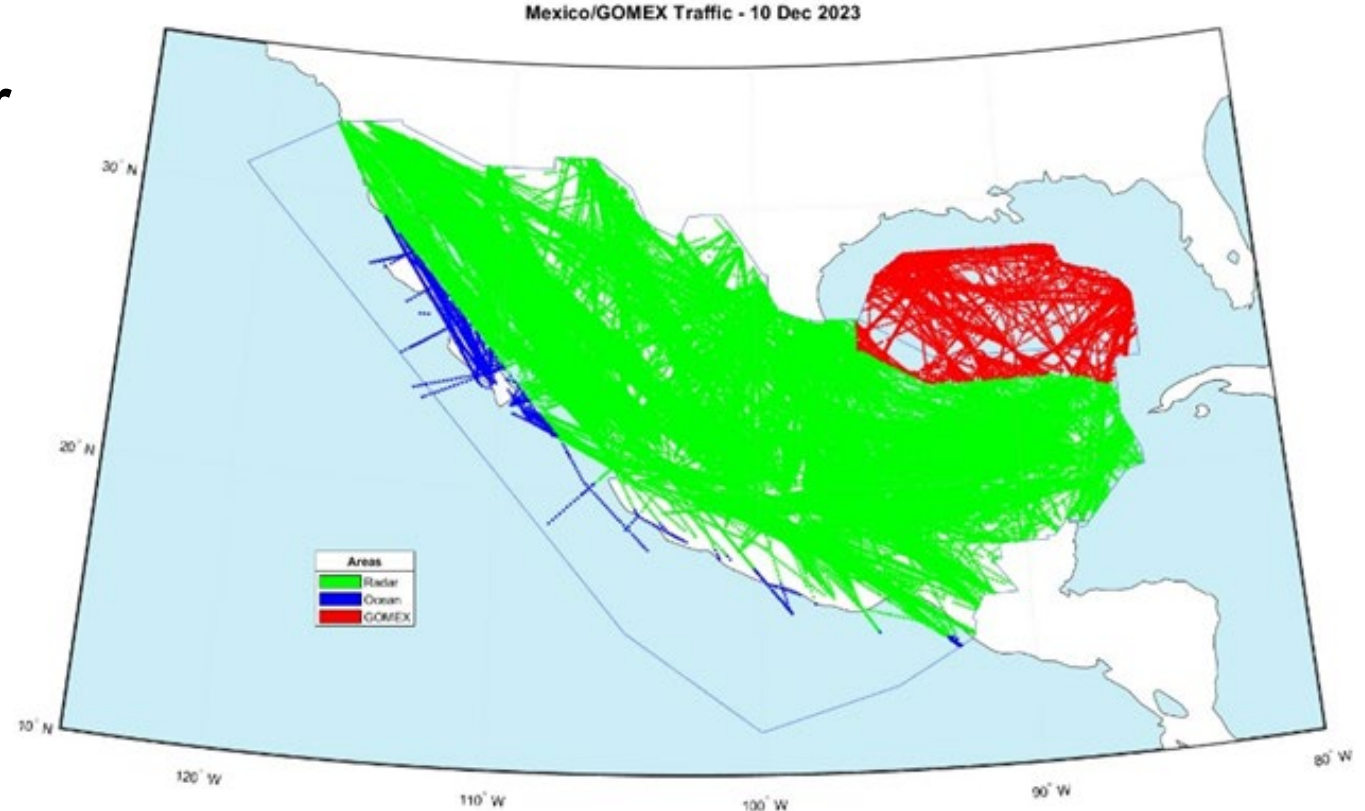 Mexico/GOMEX Traffic - 10 Dec 2023
r
30° N
20° N
10° N
120° W
110° W
100° W
90° W
80° W
Areas
Radar
Ocean
GOMEX